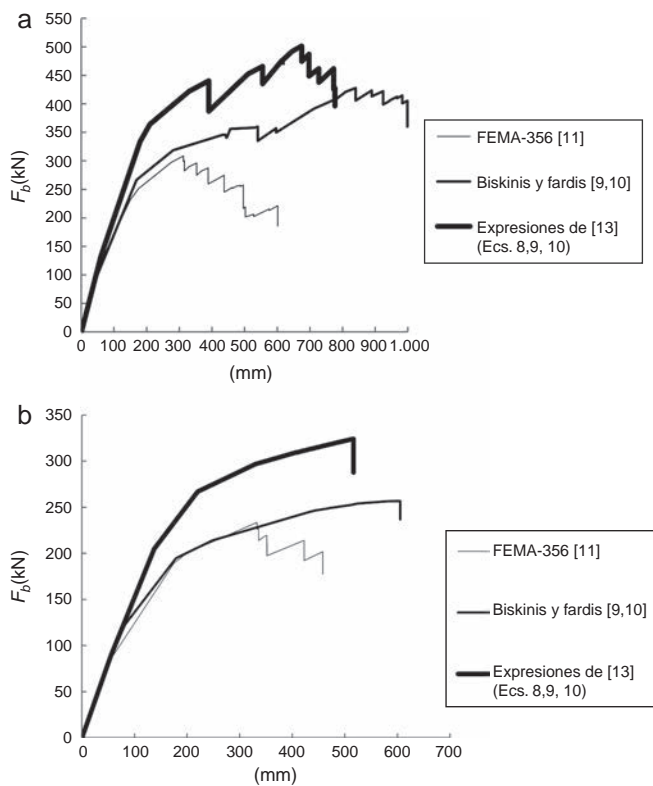 a
550
500
450
400
350
300
250
200
150
100
50
0
F_b(kN)
0 100 200 300 400 500 600 700 800 900 1.000
(mm)
FEMA-356 [11]
Biskinis y fardis [9,10]
Expresiones de [13]
(Ecs. 8,9, 10)
b
350
300
250
200
150
100
50
0
F_b(kN)
0 100 200 300 400 500 600 700
(mm)
FEMA-356 [11]
Biskinis y fardis [9,10]
Expresiones de [13]
(Ecs. 8,9, 10)